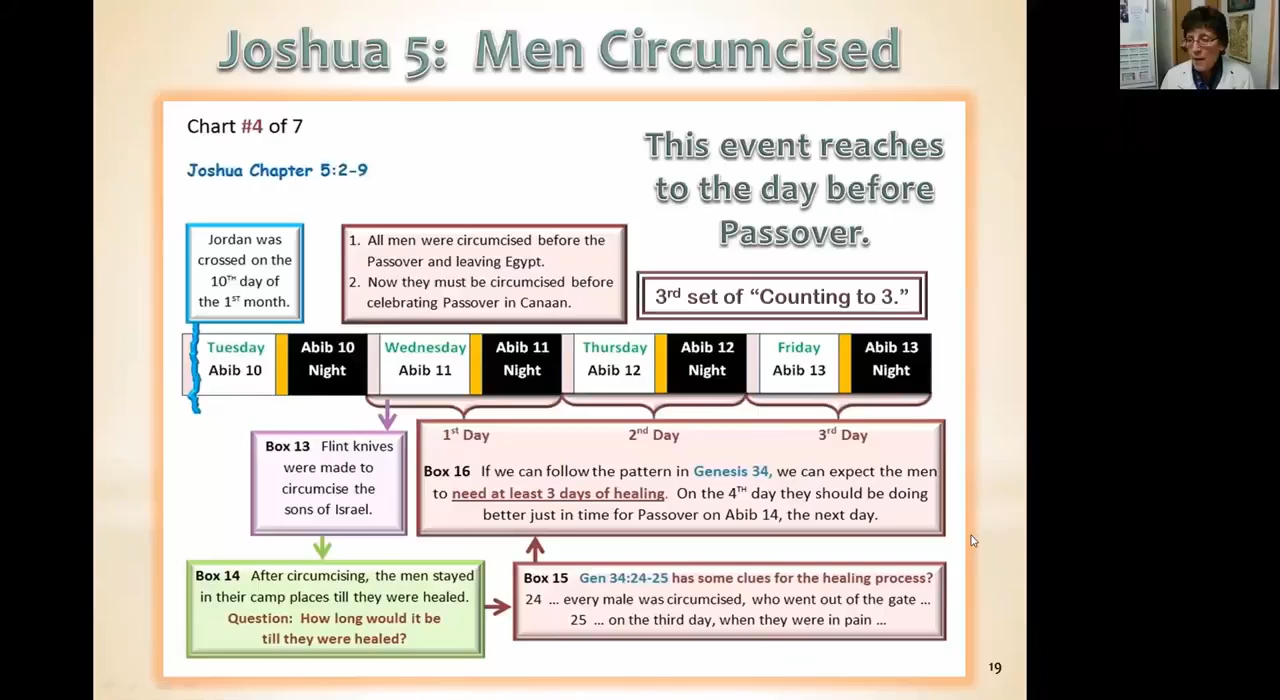 Joshua 5: Men Circumcised
Chart #4 of 7
Joshua Chapter 5:2-9
This event reaches
to the day before
Passover.
Jordan was
crossed on the
10TH day of
the 1ST month.
1. All men were circumcised before the
Passover and leaving Egypt.
2. Now they must be circumcised before
celebrating Passover in Canaan.
3rd set of “Counting to 3.”
Tuesday
Abib 10
Abib 10
Night
Wednesday
Abib 11
Abib 11
Night
Thursday
Abib 12
Abib 12
Night
Friday
Abib 13
Abib 13
Night
1st Day
2nd Day
3rd Day
Box 13 Flint knives
were made to
circumcise the
sons of Israel.
Box 16 If we can follow the pattern in Genesis 34, we can expect the men
to need at least 3 days of healing. On the 4TH day they should be doing
better just in time for Passover on Abib 14, the next day.
Box 14 After circumcising, the men stayed
in their camp places till they were healed.
Question: How long would it be
till they were healed?
Box 15 Gen 34:24-25 has some clues for the healing process?
24 ... every male was circumcised, who went out of the gate ...
25 ... on the third day, when they were in pain ...
19